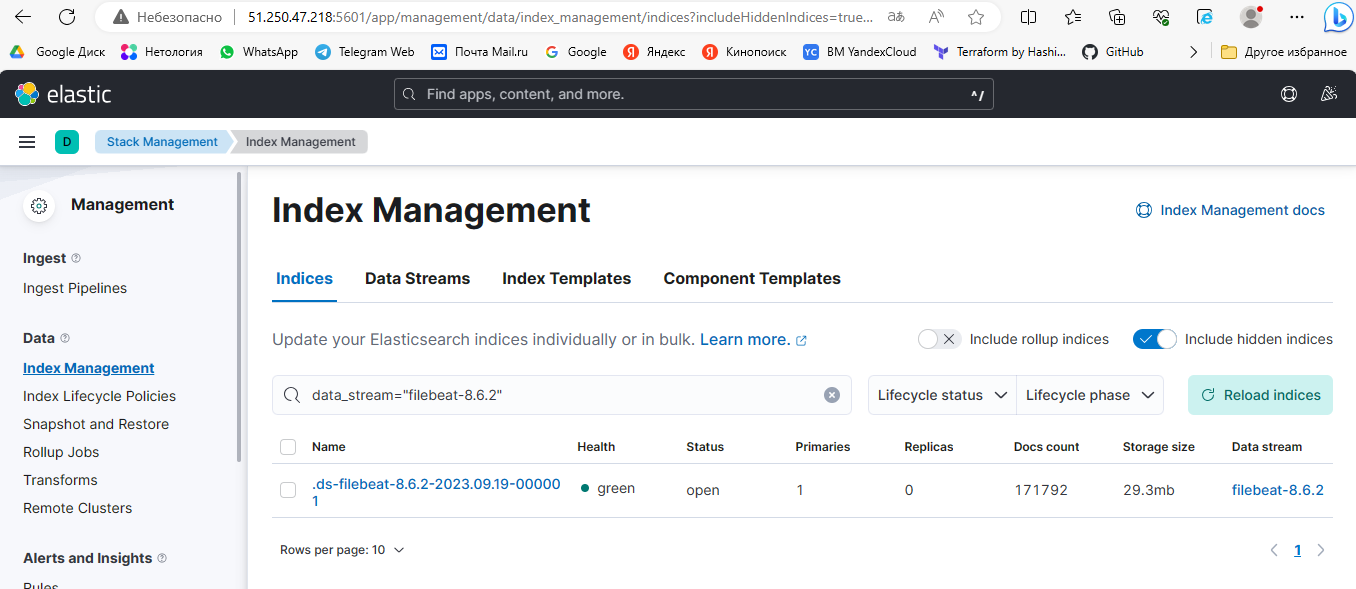 Небезопасно 51.250.47.218:5601/app/management/data/index_management/indices?includeHiddenIndices=true...
Google Диск Нетология WhatsApp Telegram Web Почта Mail.ru Google Яндекс Кинопоиск BM YandexCloud Terraform by Hashi... GitHub Другое избранное
elastic Find apps, content, and more. ^/
D Stack Management Index Management
Management
Ingest
Ingest Pipelines
Data
Index Management
Index Lifecycle Policies
Snapshot and Restore
Rollup Jobs
Transforms
Remote Clusters
Alerts and Insights
Rules
Index Management
Index Management docs
Indices Data Streams Index Templates Component Templates
Update your Elasticsearch indices individually or in bulk. Learn more. Include rollup indices Include hidden indices
data_stream="filebeat-8.6.2" Lifecycle status Lifecycle phase Reload indices
Name Health Status Primaries Replicas Docs count Storage size Data stream
.ds-filebeat-8.6.2-2023.09.19-00000
1 green open 1 0 171792 29.3mb filebeat-8.6.2
Rows per page: 10 1